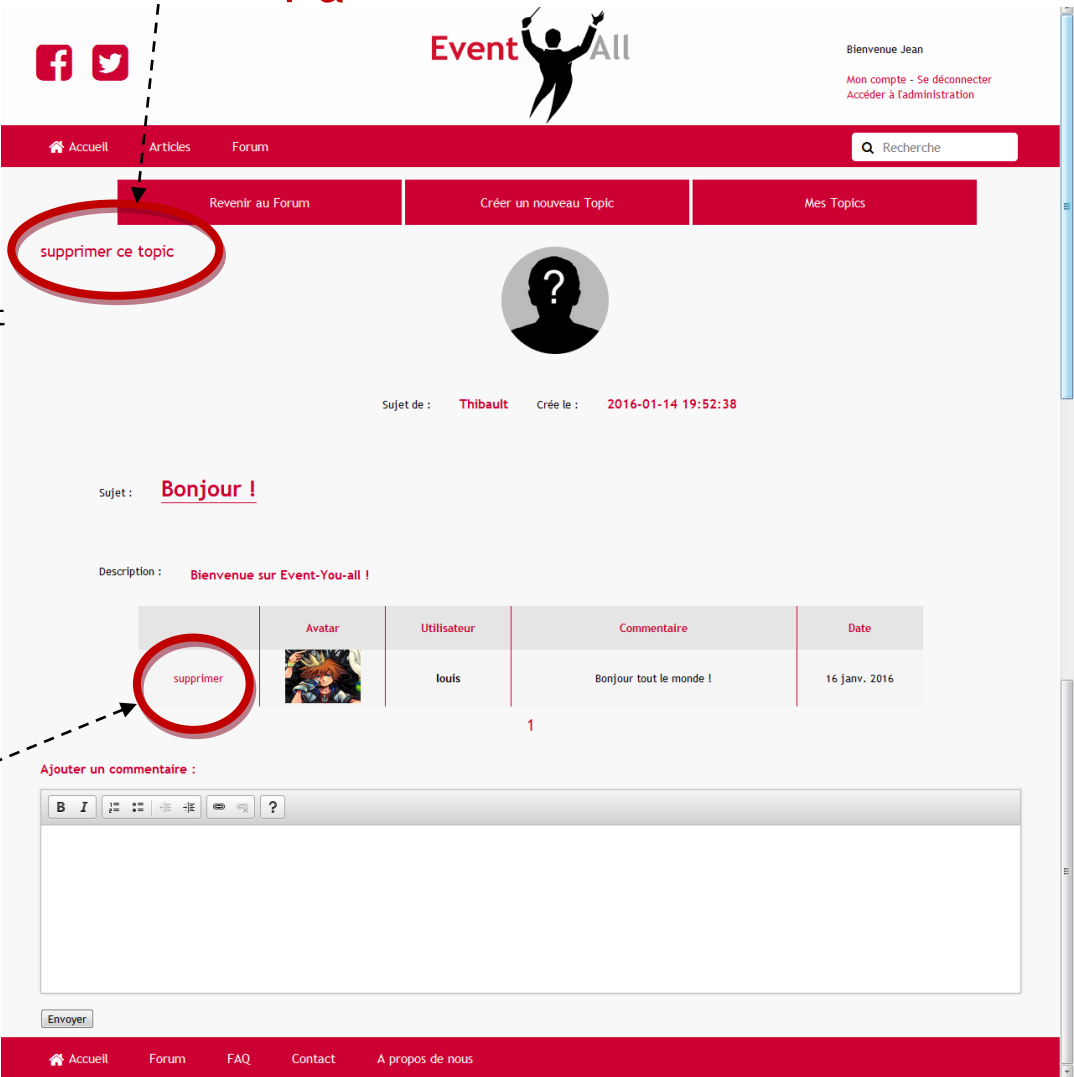 Event All
Bienvenue Jean
Mon compte - Se déconnecter
Accéder à l'administration
Accueil Articles Forum Recherche
Revenir au Forum Créer un nouveau Topic Mes Topics
supprimer ce topic
?
t
Sujet de : Thibault Crée le : 2016-01-14 19:52:38
Sujet : Bonjour !
Description : Bienvenue sur Event-You-all !
Avatar Utilisateur Commentaire Date
supprimer louis Bonjour tout le monde ! 16 janv. 2016
1
Ajouter un commentaire :
B I ?
Envoyer
Accueil Forum FAQ Contact A propos de nous